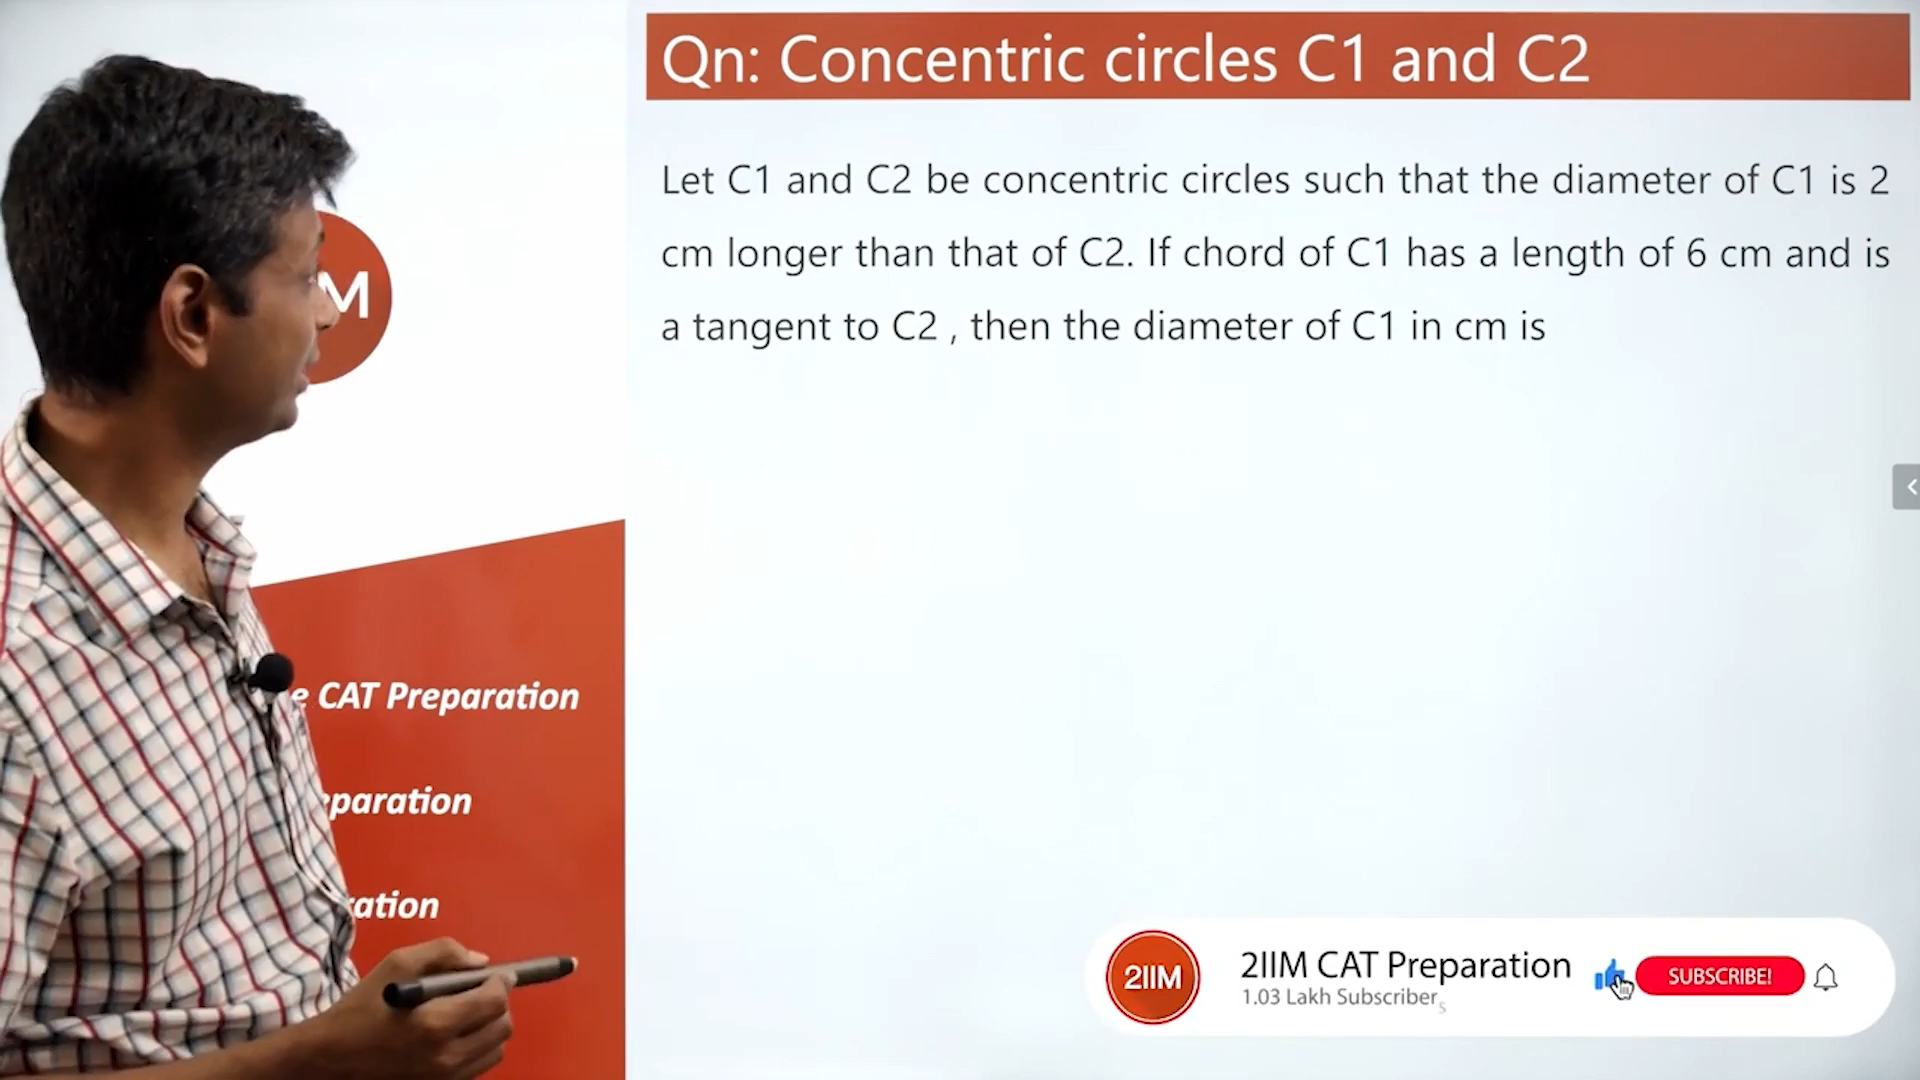 Qn: Concentric circles C1 and C2
Let C1 and C2 be concentric circles such that the diameter of C1 is 2
cm longer than that of C2. If chord of C1 has a length of 6 cm and is
a tangent to C2 , then the diameter of C1 in cm is
M
e CAT Preparation
eparation
ration
2IIM
2IIM CAT Preparation
1.03 Lakh Subscribers
SUBSCRIBE!